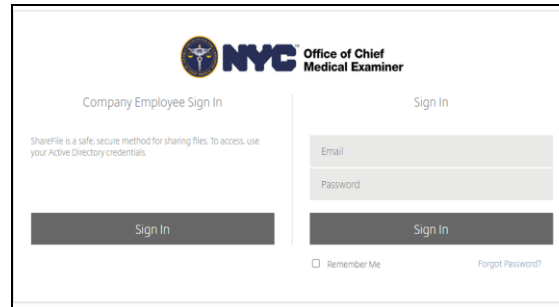 NYC Office of Chief
Medical Examiner
Company Employee Sign In
ShareFile is a safe, secure method for sharing files. To access, use
your Active Directory credentials.
Sign In
Sign In
Email
Password
Sign In
Remember Me
Forgot Password?